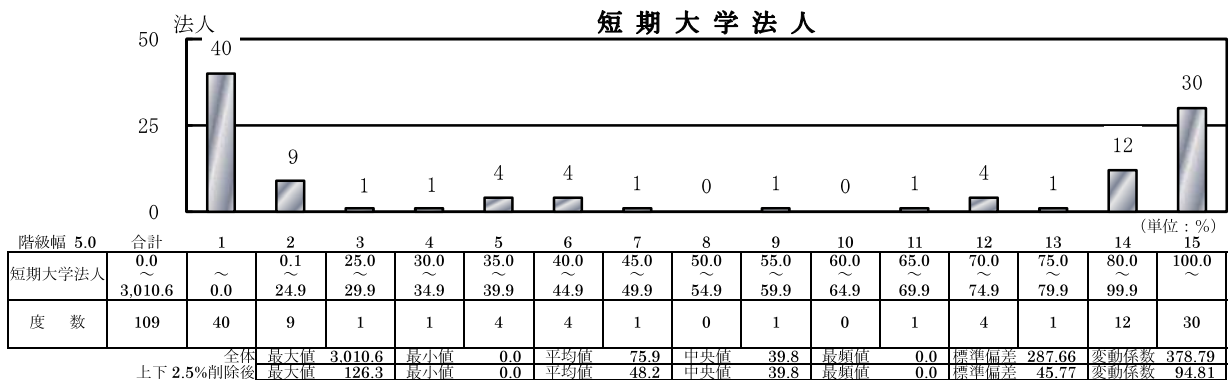 短期大学法人
法人
50
40
30
25
12
9
4 4 4
1 1 1 0 1 0 1 1
0
(単位：%)
階級幅 5.0 合計 1 2 3 4 5 6 7 8 9 10 11 12 13 14 15
0.0 0.1 25.0 30.0 35.0 40.0 45.0 50.0 55.0 60.0 65.0 70.0 75.0 80.0 100.0
短期大学法人 ～ ～ ～ ～ ～ ～ ～ ～ ～ ～ ～ ～ ～ ～ ～ ～
3,010.6 0.0 24.9 29.9 34.9 39.9 44.9 49.9 54.9 59.9 64.9 69.9 74.9 79.9 99.9
度 数 109 40 9 1 1 4 4 1 0 1 0 1 4 1 12 30
全体 最大値 3,010.6 最小値 0.0 平均値 75.9 中央値 39.8 最頻値 0.0 標準偏差 287.66 変動係数 378.79
上下 2.5%削除後 最大値 126.3 最小値 0.0 平均値 48.2 中央値 39.8 最頻値 0.0 標準偏差 45.77 変動係数 94.81